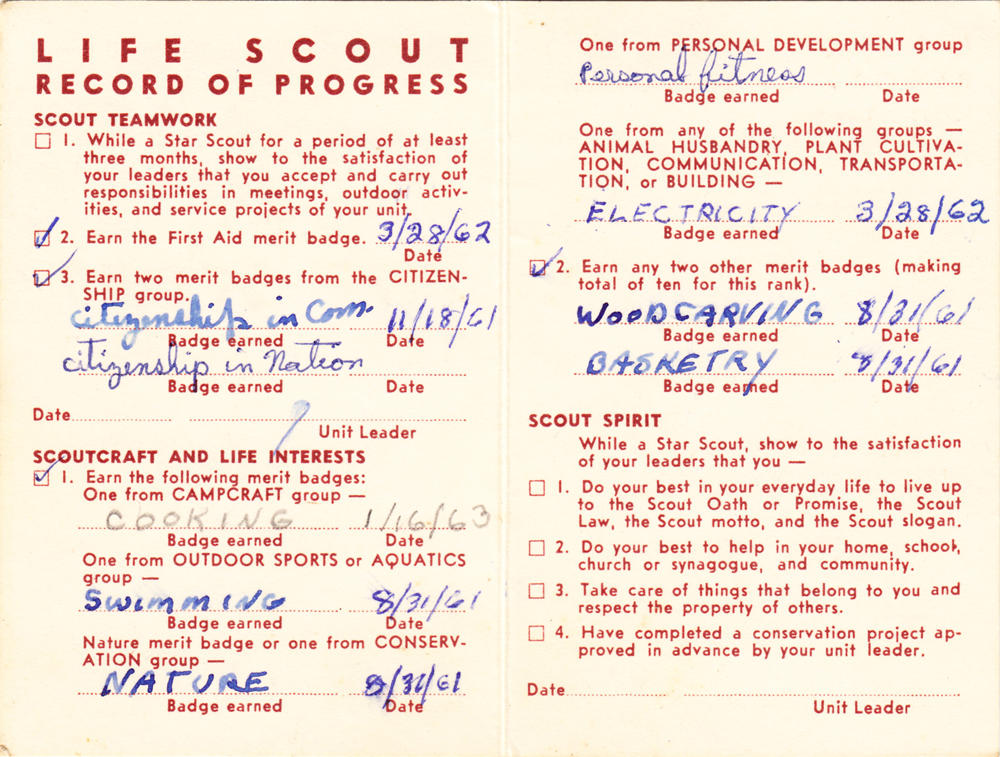 LIFE SCOUT
RECORD OF PROGRESS
SCOUT TEAMWORK
1. While a Star Scout for a period of at least
three months, show to the satisfaction of
your leaders that you accept and carry out
responsibilities in meetings, outdoor activ-
ities, and service projects of your unit.
2. Earn the First Aid merit badge. 3/28/62
Date
3. Earn two merit badges from the CITIZEN-
SHIP group.
citizenship in Com. 11/18/61
Badge earned Date
citizenship in Nation
Badge earned Date
Date
Unit Leader
SCOUTCRAFT AND LIFE INTERESTS
1. Earn the following merit badges:
One from CAMPCRAFT group —
COOKING 1/16/63
Badge earned Date
One from OUTDOOR SPORTS or AQUATICS
group —
SWIMMING 8/31/61
Badge earned Date
Nature merit badge or one from CONSERV-
ATION group —
NATURE 8/31/61
Badge earned Date
One from PERSONAL DEVELOPMENT group
Personal fitness
Badge earned Date
One from any of the following groups —
ANIMAL HUSBANDRY, PLANT CULTIVA-
TION, COMMUNICATION, TRANSPORTA-
TION, or BUILDING —
ELECTRICITY 3/28/62
Badge earned Date
2. Earn any two other merit badges (making
total of ten for this rank).
WOODCARVING 8/31/61
Badge earned Date
BASKETRY 8/31/61
Badge earned Date
SCOUT SPIRIT
While a Star Scout, show to the satisfaction
of your leaders that you —
1. Do your best in your everyday life to live up
to the Scout Oath or Promise, the Scout
Law, the Scout motto, and the Scout slogan.
2. Do your best to help in your home, school,
church or synagogue, and community.
3. Take care of things that belong to you and
respect the property of others.
4. Have completed a conservation project ap-
proved in advance by your unit leader.
Date
Unit Leader